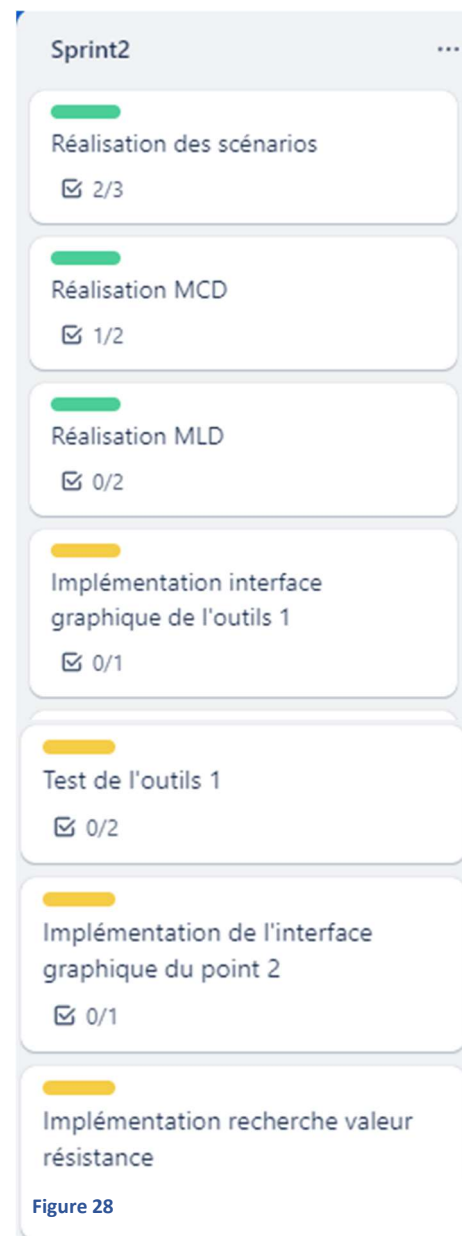 Sprint2
Réalisation des scénarios
2/3
Réalisation MCD
1/2
Réalisation MLD
0/2
Implémentation interface
graphique de l'outils 1
0/1
Test de l'outils 1
0/2
Implémentation de l'interface
graphique du point 2
0/1
Implémentation recherche valeur
résistance
Figure 28